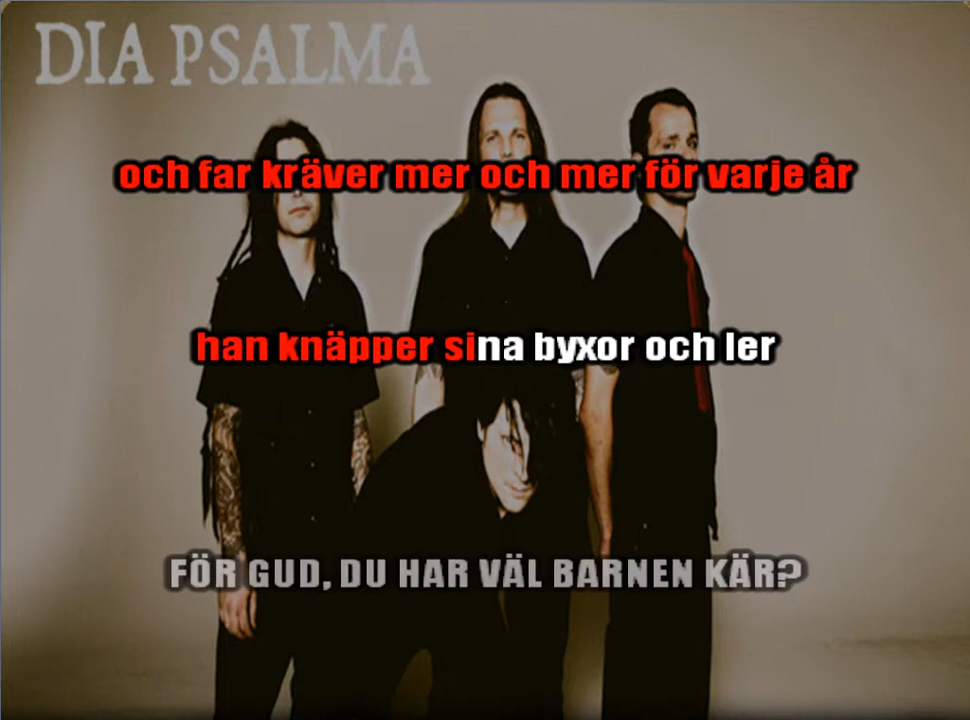 DIA PSALMA
och far kräver mer och mer för varje år
han knäpper sina byxor och ler
FÖR GUD, DU HAR VÄL BARNEN KÄR?